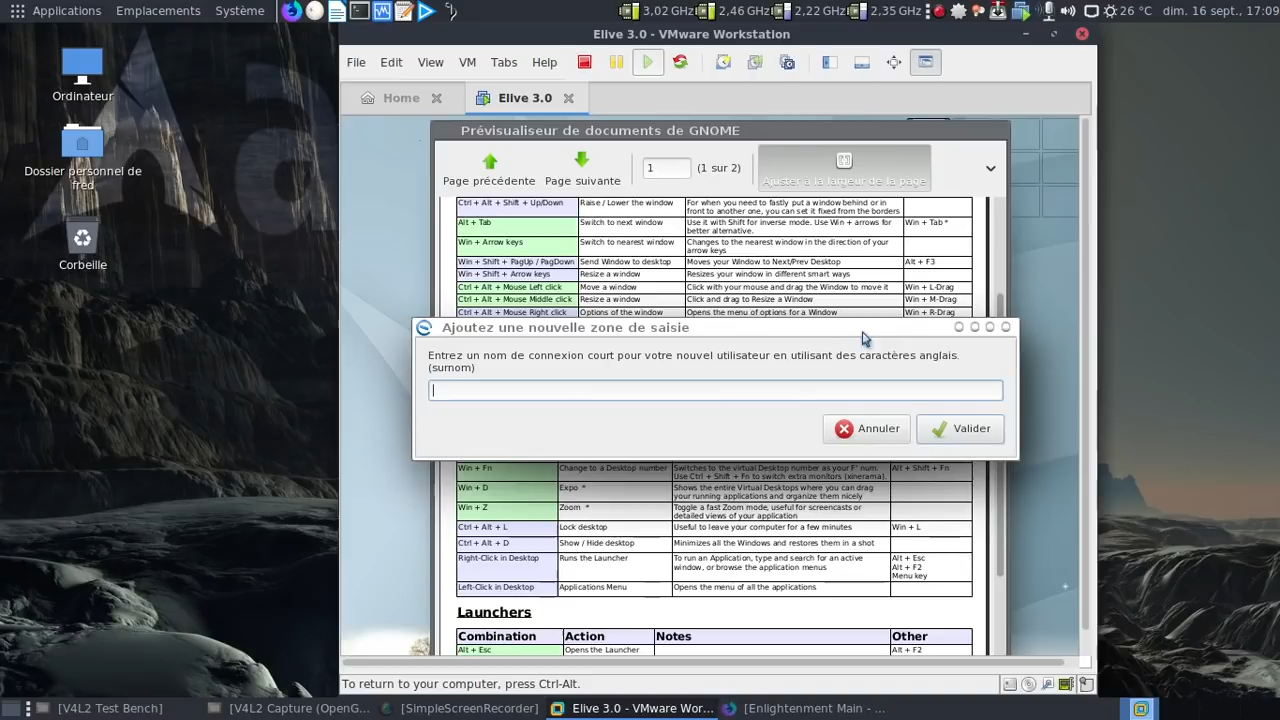 Applications Emplacements Système 3,02 GHz 2,46 GHz 2,22 GHz 2,35 GHz 26 °C dim. 16 sept., 17:09
Elive 3.0 - VMware Workstation
File Edit View VM Tabs Help
Home Elive 3.0
Ordinateur
Dossier personnel de
fred
Corbeille
Prévisualiseur de documents de GNOME
Page précédente Page suivante 1 (1 sur 2) Ajuster à la largeur de la page
Ctrl + Alt + Shift + Up/Down Raise / Lower the window For when you need to fastly put a window behind or in
front to another one, you can set it fixed from the borders
Alt + Tab Switch to next window Use it with Shift for inverse mode. Use Win + arrows for Win + Tab *
better alternative.
Win + Arrow keys Switch to nearest window Changes to the nearest window in the direction of your
arrow keys
Win + Shift + PagUp / PagDown Send Window to desktop Moves your Window to Next/Prev Desktop Alt + F3
Win + Shift + Arrow keys Resize a window Resizes your window in different smart ways
Ctrl + Alt + Mouse Left click Move a window Click with your mouse and drag the Window to move it Win + L-Drag
Ctrl + Alt + Mouse Middle click Resize a window Click and drag to Resize a Window Win + M-Drag
Ctrl + Alt + Mouse Right click Options of the window Opens the menu of options for a Window Win + R-Drag
Ajoutez une nouvelle zone de saisie
Entrez un nom de connexion court pour votre nouvel utilisateur en utilisant des caractères anglais.
(surnom)
Annuler Valider
Win + Fn Change to a Desktop number Switches to the virtual Desktop number as your F' num. Alt + Shift + Fn
Use Ctrl + Shift + Fn to switch extra monitors (xinerama).
Win + D Expo * Shows the entire Virtual Desktops where you can drag
your running applications and organize them nicely
Win + Z Zoom * Toggle a fast Zoom mode, useful for screencasts or
detailed views of your application
Ctrl + Alt + L Lock desktop Useful to leave your computer for a few minutes Win + L
Ctrl + Alt + D Show / Hide desktop Minimizes all the Windows and restores them in a shot
Right-Click in Desktop Runs the Launcher To run an Application, type and search for an active Alt + Esc
window, or browse the application menus Alt + F2
Menu key
Left-Click in Desktop Applications Menu Opens the menu of all the applications
Launchers
Combination Action Notes Other
Alt + Esc Opens the Launcher Alt + F2
To return to your computer, press Ctrl-Alt.
[V4L2 Test Bench] [V4L2 Capture (OpenG... [SimpleScreenRecorder] Elive 3.0 - VMware Wor... [Enlightenment Main - ...